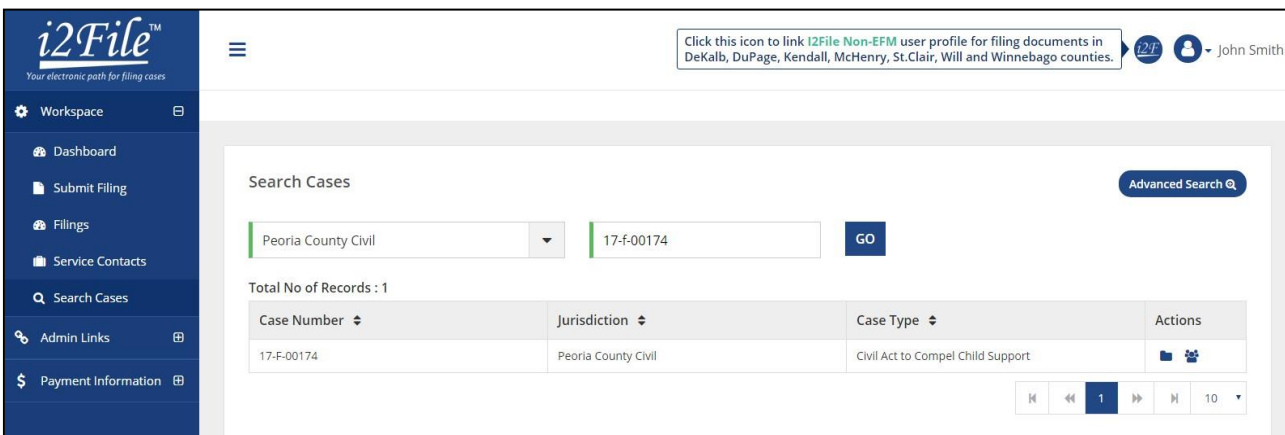 i2File™
Your electronic path for filing cases
Click this icon to link I2File Non-EFM user profile for filing documents in
DeKalb, DuPage, Kendall, McHenry, St.Clair, Will and Winnebago counties.
i2F
John Smith
Workspace
Dashboard
Submit Filing
Filings
Service Contacts
Search Cases
Admin Links
$ Payment Information
Search Cases
Advanced Search
Peoria County Civil
17-f-00174
GO
Total No of Records : 1
Case Number Jurisdiction Case Type Actions
17-F-00174 Peoria County Civil Civil Act to Compel Child Support
1 10